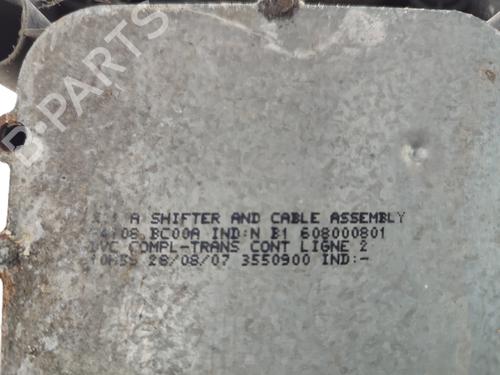 B-PARTS
A SHIFTER AND CABLE ASSEMBLY
BC00A IND:N B1 608000801
COMPL-TRANS CONT LIGNE 2
28/08/07 3550900 IND:-